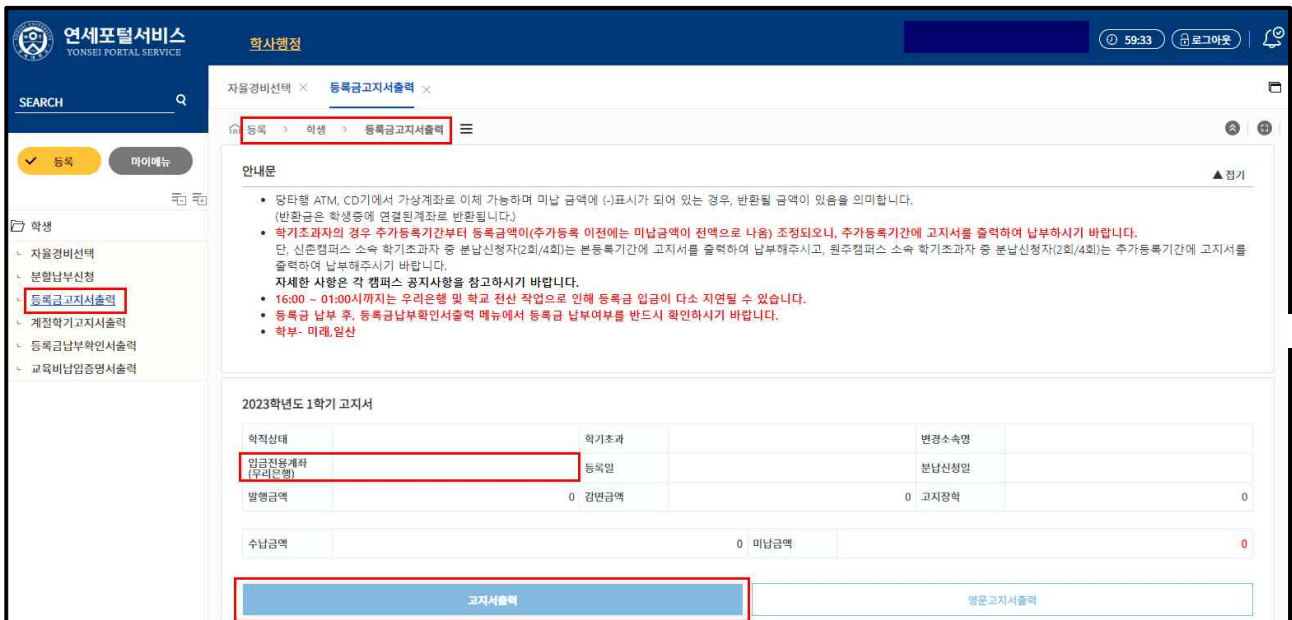 연세포털서비스
YONSEI PORTAL SERVICE
학사행정
59:33
로그아웃
SEARCH
자율경비선택
등록금고지서출력
등록 > 학생 > 등록금고지서출력
등록
마이메뉴
학생
자율경비선택
분할납부신청
등록금고지서출력
계절학기고지서출력
등록금납부확인서출력
교육비납입증명서출력
안내문
▲접기
• 당타행 ATM, CD기에서 가상계좌로 이체 가능하며 미납 금액에 (-)표시가 되어 있는 경우, 반환될 금액이 있음을 의미합니다.
(반환금은 학생증에 연결된계좌로 반환됩니다.)
• 학기초과자의 경우 추가등록기간부터 등록금액이(추가등록 이전에는 미납금액이 전액으로 나음) 조정되오니, 추가등록기간에 고지서를 출력하여 납부하시기 바랍니다.
단, 신촌캠퍼스 소속 학기초과자 중 분납신청자(2회/4회)는 본등록기간에 고지서를 출력하여 납부해주시고, 원주캠퍼스 소속 학기초과자 중 분납신청자(2회/4회)는 추가등록기간에 고지서를
출력하여 납부해주시기 바랍니다.
자세한 사항은 각 캠퍼스 공지사항을 참고하시기 바랍니다.
• 16:00 ~ 01:00시까지는 우리은행 및 학교 전산 작업으로 인해 등록금 입금이 다소 지연될 수 있습니다.
• 등록금 납부 후, 등록금납부확인서출력 메뉴에서 등록금 납부여부를 반드시 확인하시기 바랍니다.
• 학부- 미래,일산
2023학년도 1학기 고지서
학적상태 학기초과 변경소속명
입금전용계좌
(우리은행)
등록일 분납신청일
발행금액 0 감면금액 0 고지장학 0
수납금액 0 미납금액 0
고지서출력
영문고지서출력